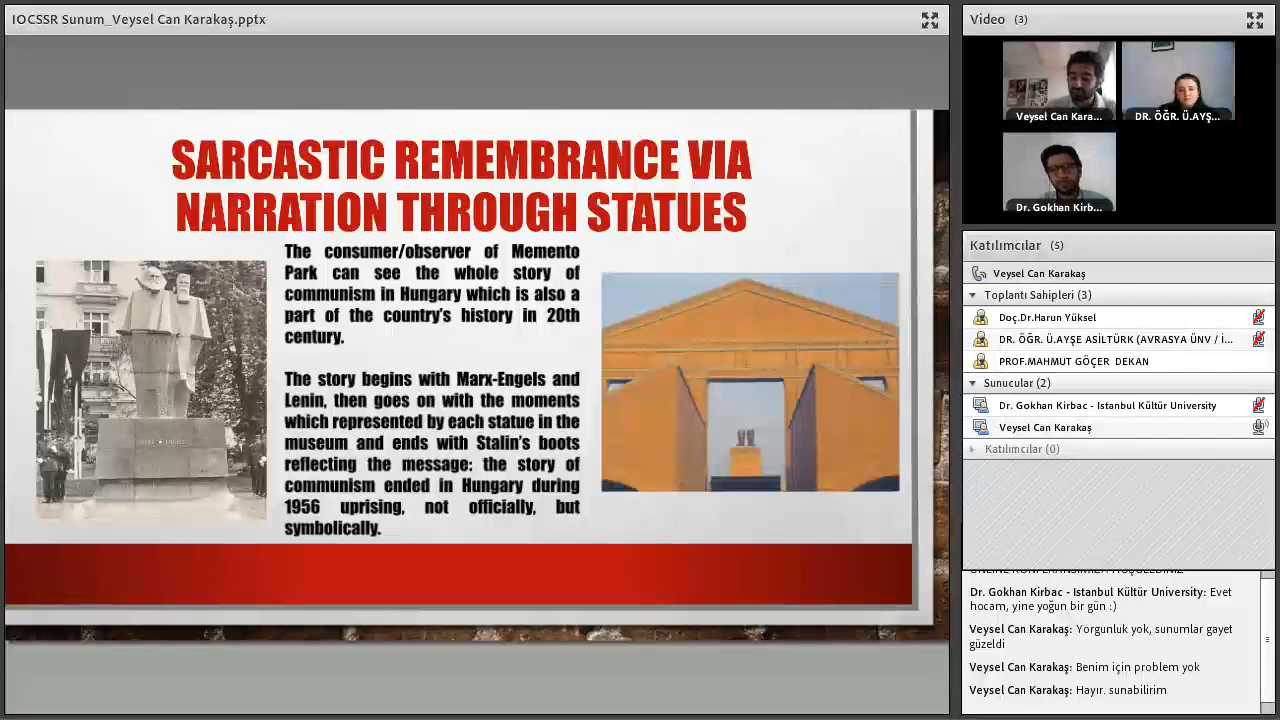 IOCSSR Sunum_Veysel Can Karakaş.pptx
SARCASTIC REMEMBRANCE VIA
NARRATION THROUGH STATUES
The consumer/observer of Memento
Park can see the whole story of
communism in Hungary which is also a
part of the country's history in 20th
century.
The story begins with Marx-Engels and
Lenin, then goes on with the moments
which represented by each statue in the
museum and ends with Stalin's boots
reflecting the message: the story of
communism ended in Hungary during
1956 uprising, not officially, but
symbolically.
Video (3)
Veysel Can Kara...
DR. ÖĞR. Ü.AYŞ...
Dr. Gokhan Kirb...
Katılımcılar (5)
Veysel Can Karakaş
Toplantı Sahipleri (3)
Doç.Dr.Harun Yüksel
DR. ÖĞR. Ü.AYŞE ASİLTÜRK (AVRASYA ÜNV / İ...
PROF.MAHMUT GÖÇER DEKAN
Sunucular (2)
Dr. Gokhan Kirbac - Istanbul Kültür University
Veysel Can Karakaş
Katılımcılar (0)
Dr. Gokhan Kirbac - Istanbul Kültür University: Evet
hocam, yine yoğun bir gün :)
Veysel Can Karakaş: Yorgunluk yok, sunumlar gayet
güzeldi
Veysel Can Karakaş: Benim için problem yok
Veysel Can Karakaş: Hayır. sunabilirim